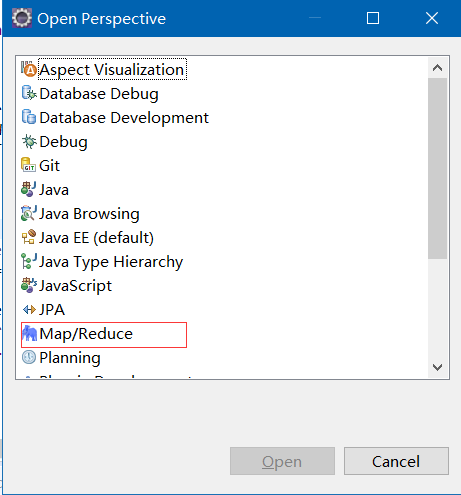 Open Perspective
Aspect Visualization
Database Debug
Database Development
Debug
Git
Java
Java Browsing
Java EE (default)
Java Type Hierarchy
JavaScript
JPA
Map/Reduce
Planning
Open
Cancel